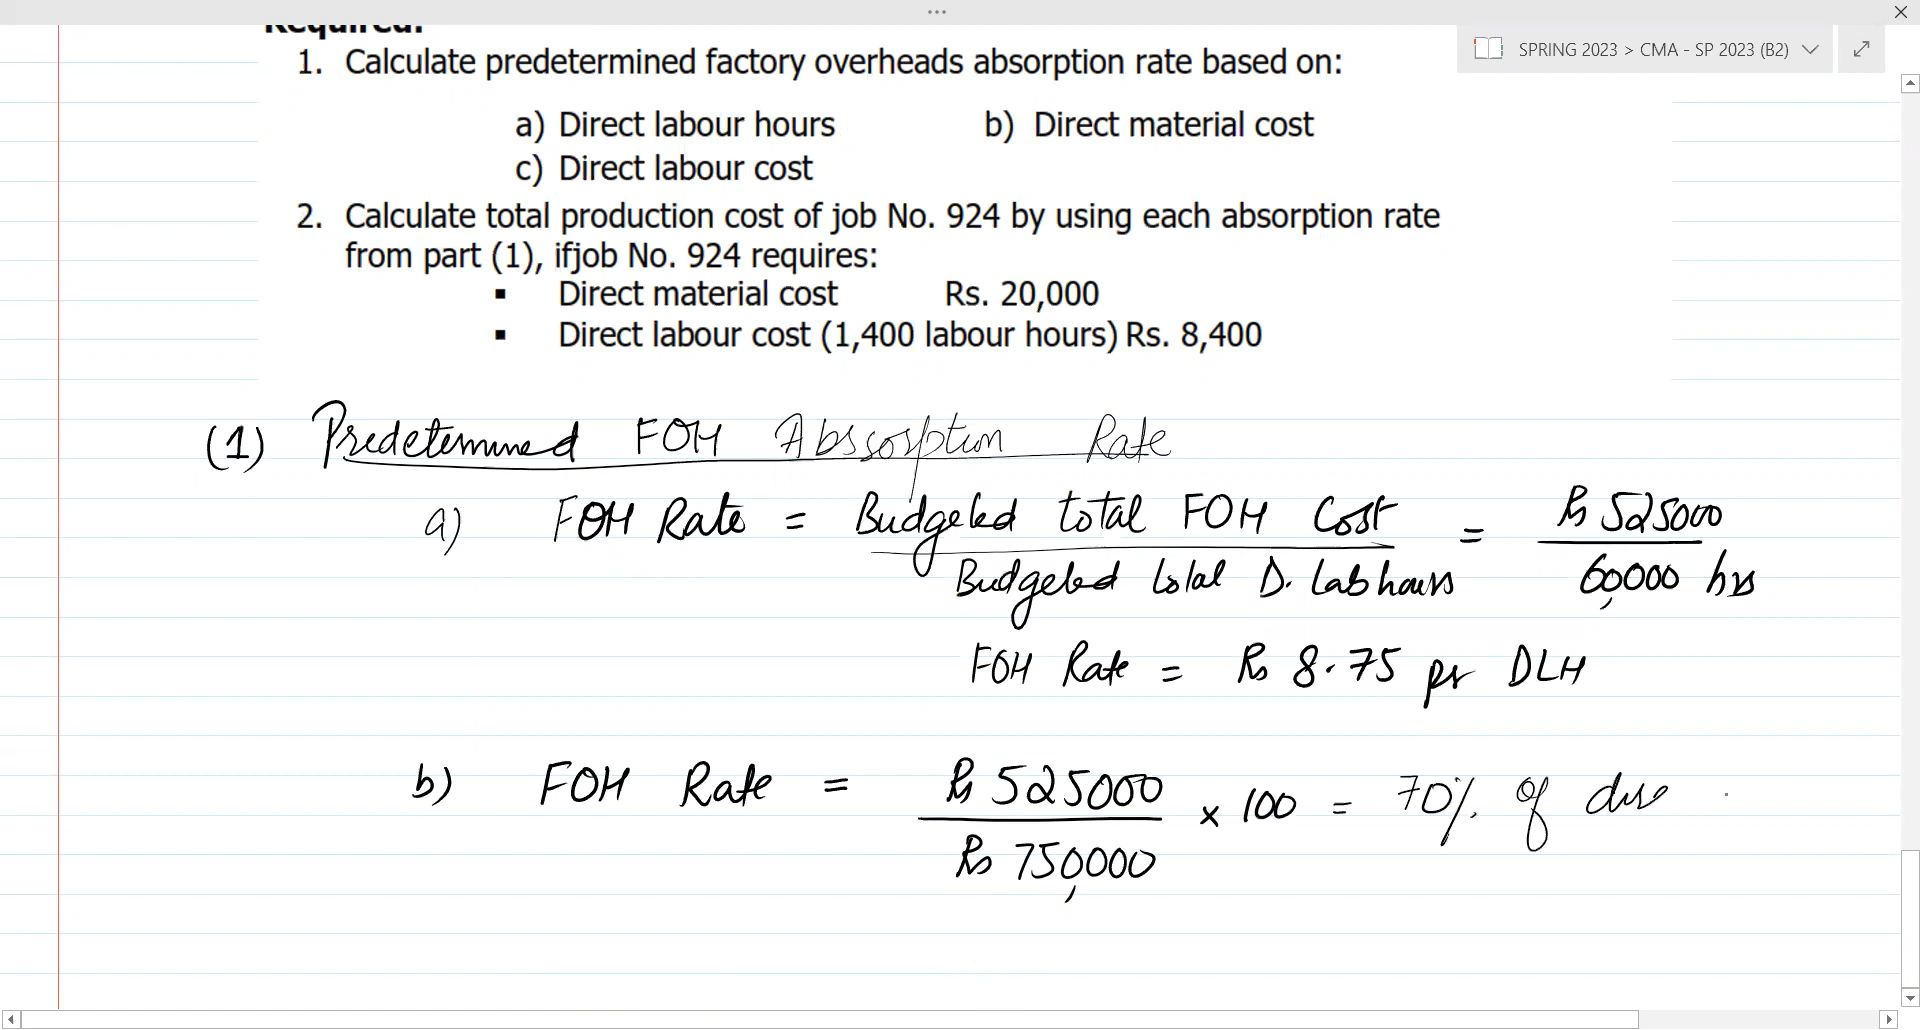 Required:
SPRING 2023 > CMA - SP 2023 (B2)
1. Calculate predetermined factory overheads absorption rate based on:
a) Direct labour hours b) Direct material cost
c) Direct labour cost
2. Calculate total production cost of job No. 924 by using each absorption rate
from part (1), ifjob No. 924 requires:
▪ Direct material cost Rs. 20,000
▪ Direct labour cost (1,400 labour hours) Rs. 8,400
(1) Predetermined FOH Abssorption Rate
a) FOH Rate = Budgeted total FOH Cost = Rs 525000
Budgeted total D. Lab hours 60,000 hrs
FOH Rate = Rs 8.75 per DLH
b) FOH Rate = Rs 525000 x 100 = 70% of
Rs 750,000